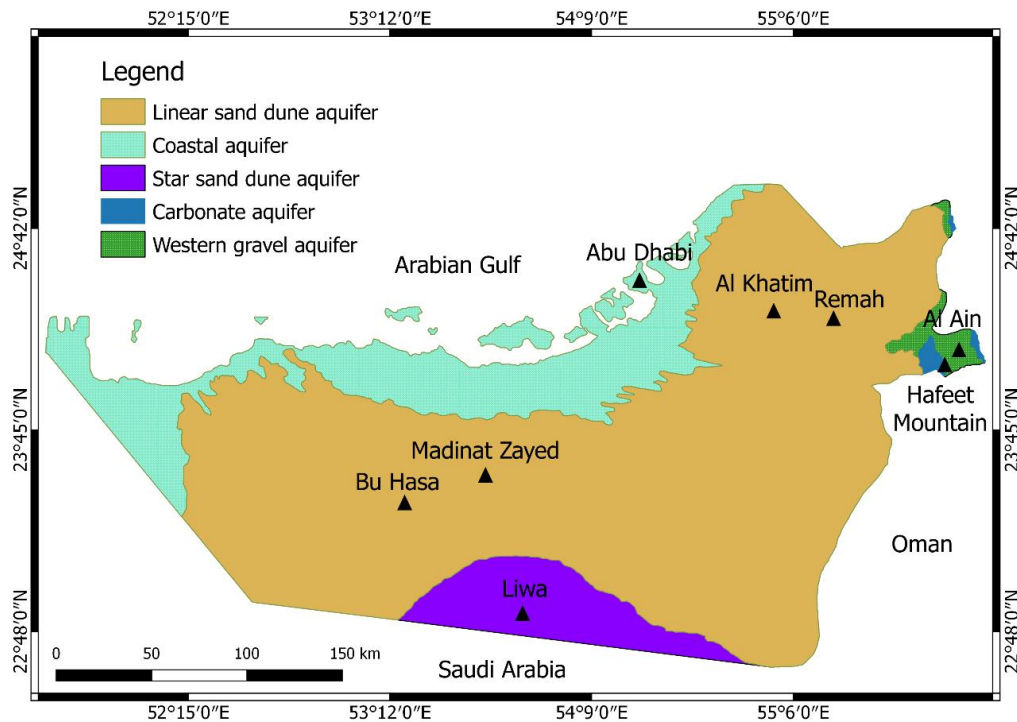 52°15′0″E 53°12′0″E 54°9′0″E 55°6′0″E
Legend
Linear sand dune aquifer
Coastal aquifer
Star sand dune aquifer
Carbonate aquifer
Western gravel aquifer
24°42′0″N
24°42′0″N
Arabian Gulf
Abu Dhabi
Al Khatim
Remah
Al Ain
Hafeet
Mountain
23°45′0″N
23°45′0″N
Madinat Zayed
Bu Hasa
Oman
Liwa
22°48′0″N
22°48′0″N
0 50 100 150 km
Saudi Arabia
52°15′0″E 53°12′0″E 54°9′0″E 55°6′0″E